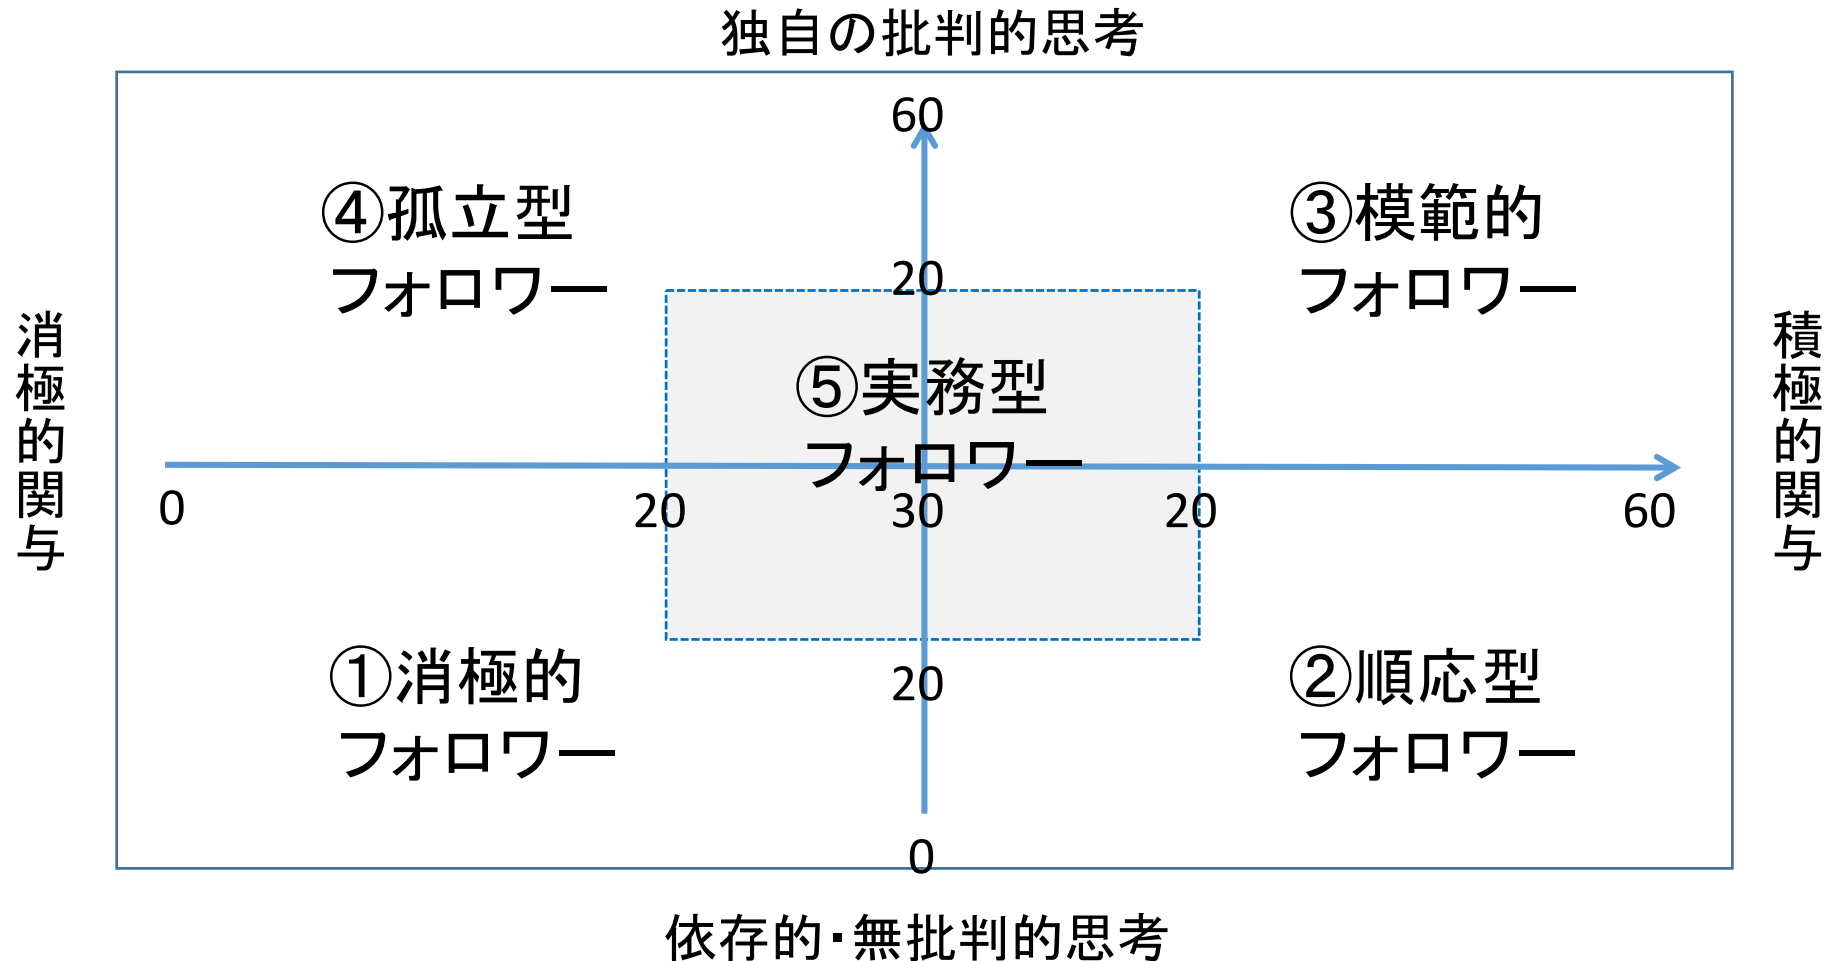 独自の批判的思考
60
④孤立型
フォロワー
③模範的
フォロワー
20
消極的関与
積極的関与
⑤実務型
フォロワー
0
20
30
20
60
①消極的
フォロワー
②順応型
フォロワー
20
0
依存的・無批判的思考